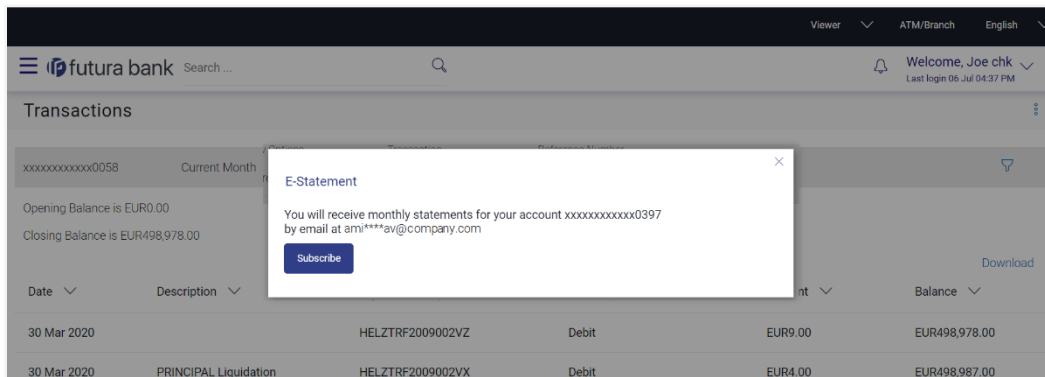 Viewer ATM/Branch English
futura bank Search ... Welcome, Joe chk
Last login 06 Jul 04:37 PM
Transactions
xxxxxxxxxxxx0058 Current Month
E-Statement
You will receive monthly statements for your account xxxxxxxxxxxx0397
by email at ami****av@company.com
Subscribe
Opening Balance is EUR0.00
Closing Balance is EUR498,978.00
Download
Date Description Balance
30 Mar 2020 HELZTRF2009002VZ Debit EUR9.00 EUR498,978.00
30 Mar 2020 PRINCIPAL Liquidation HELZTRF2009002VX Debit EUR4.00 EUR498,987.00